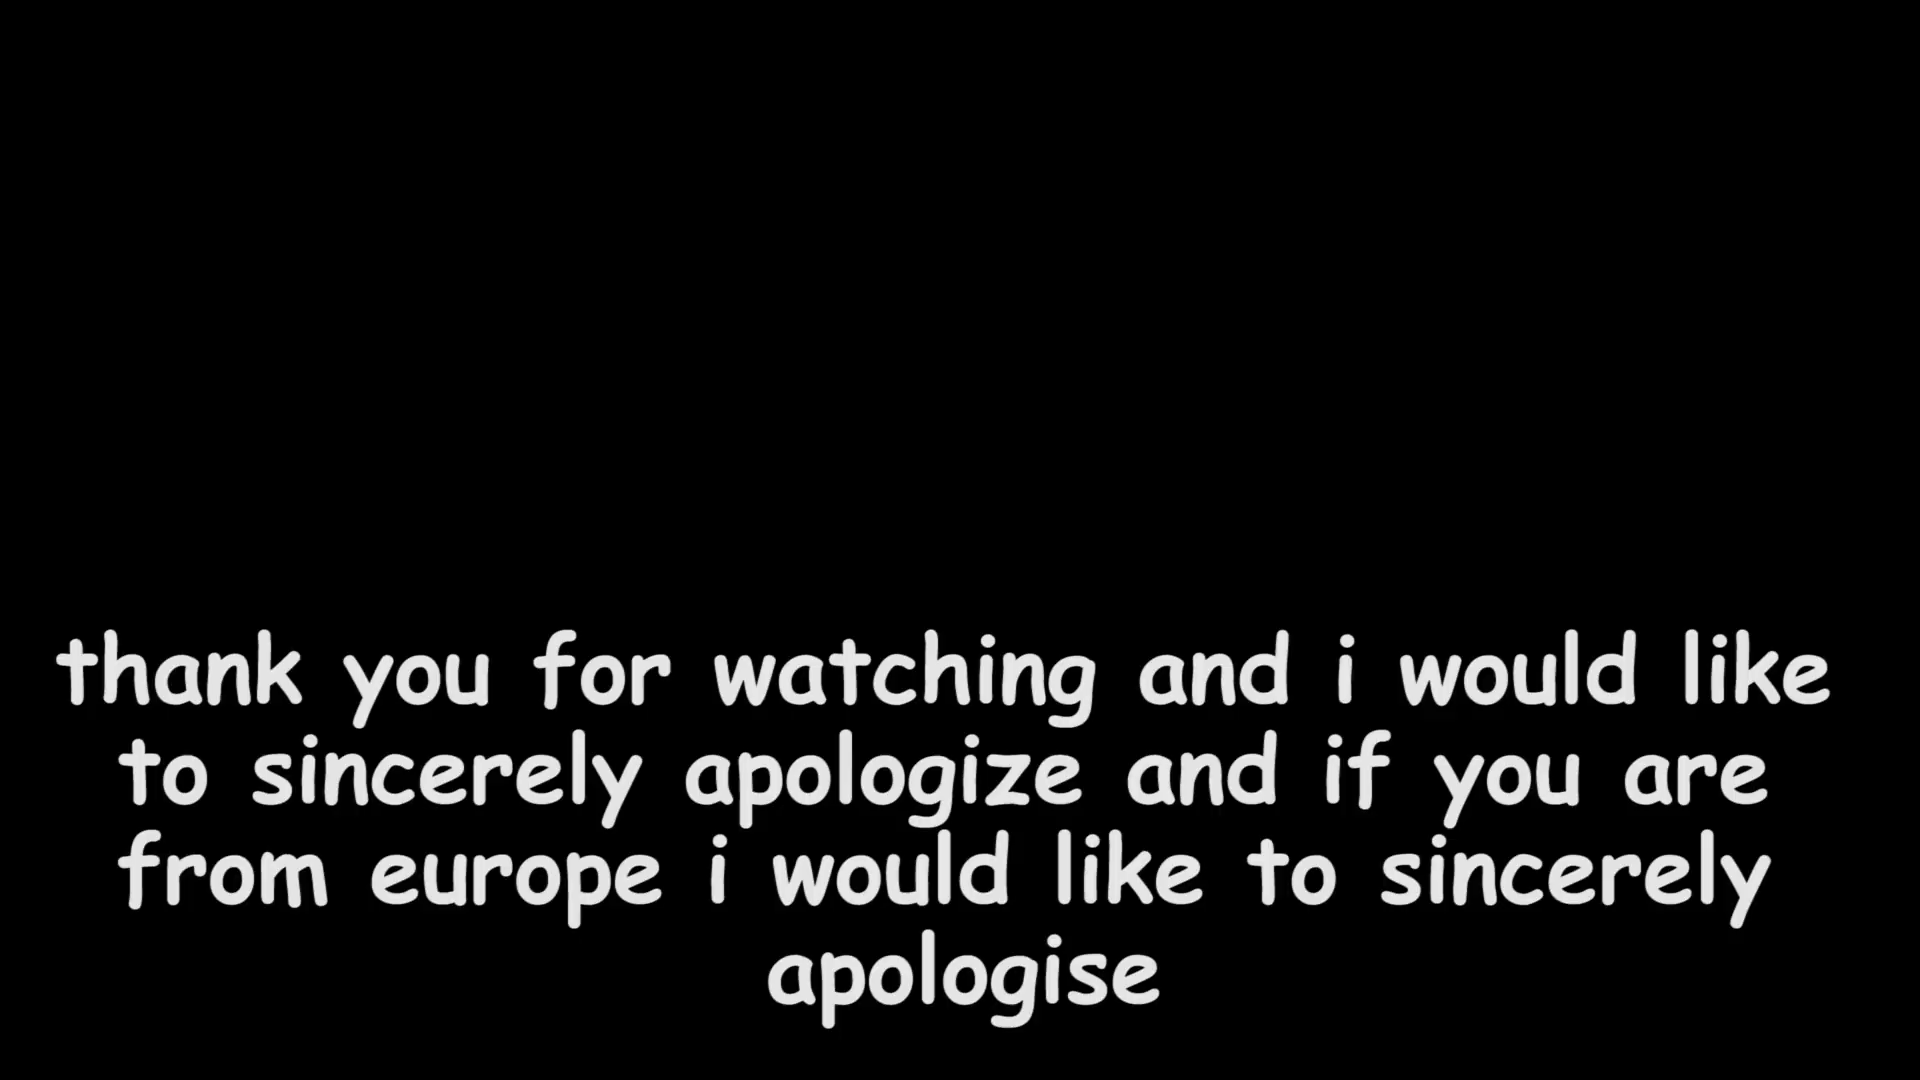 thank you for watching and i would like
to sincerely apologize and if you are
from europe i would like to sincerely
apologise